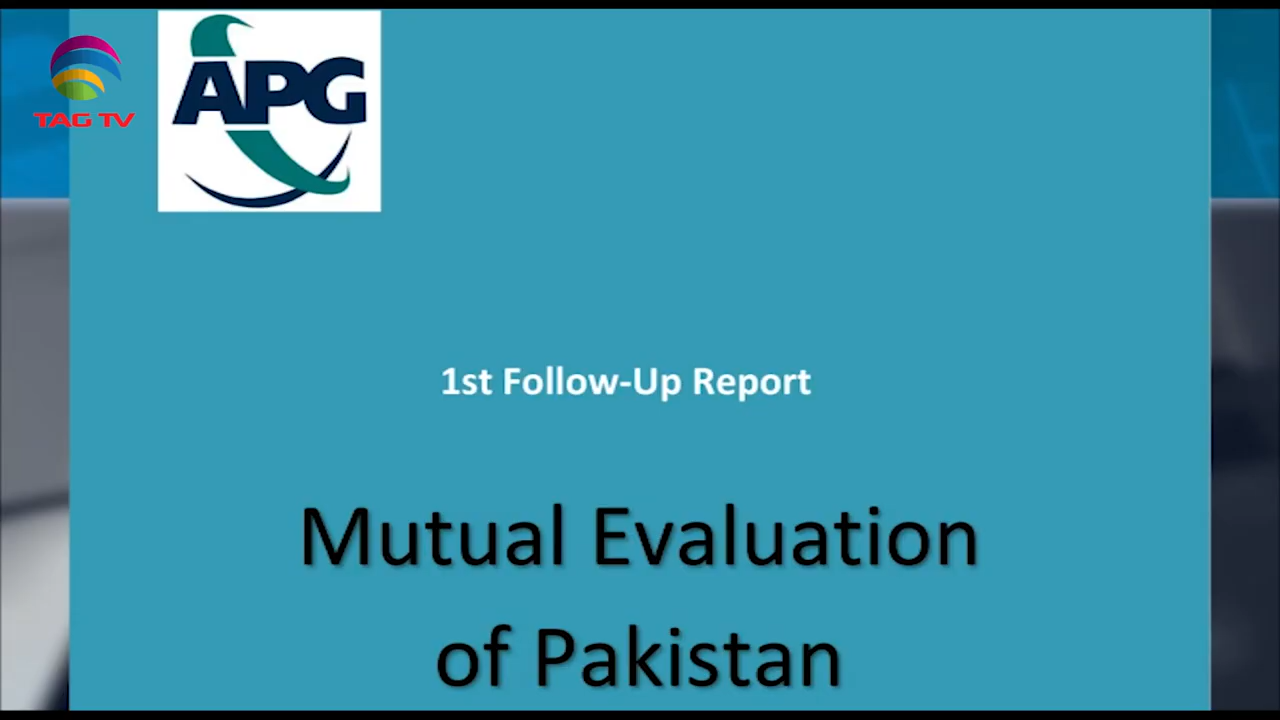 TAG TV
APG
1st Follow-Up Report
Mutual Evaluation
of Pakistan